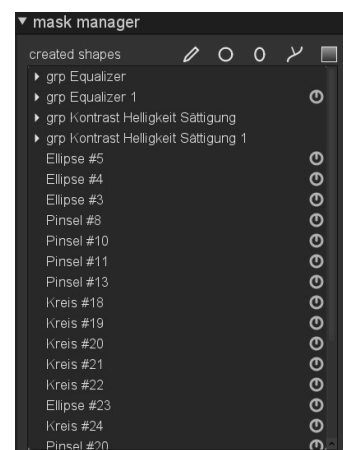 mask manager
created shapes
grp Equalizer
grp Equalizer 1
grp Kontrast Helligkeit Sättigung
grp Kontrast Helligkeit Sättigung 1
Ellipse #5
Ellipse #4
Ellipse #3
Pinsel #8
Pinsel #10
Pinsel #11
Pinsel #13
Kreis #18
Kreis #19
Kreis #20
Kreis #21
Kreis #22
Ellipse #23
Kreis #24
Pinsel #20